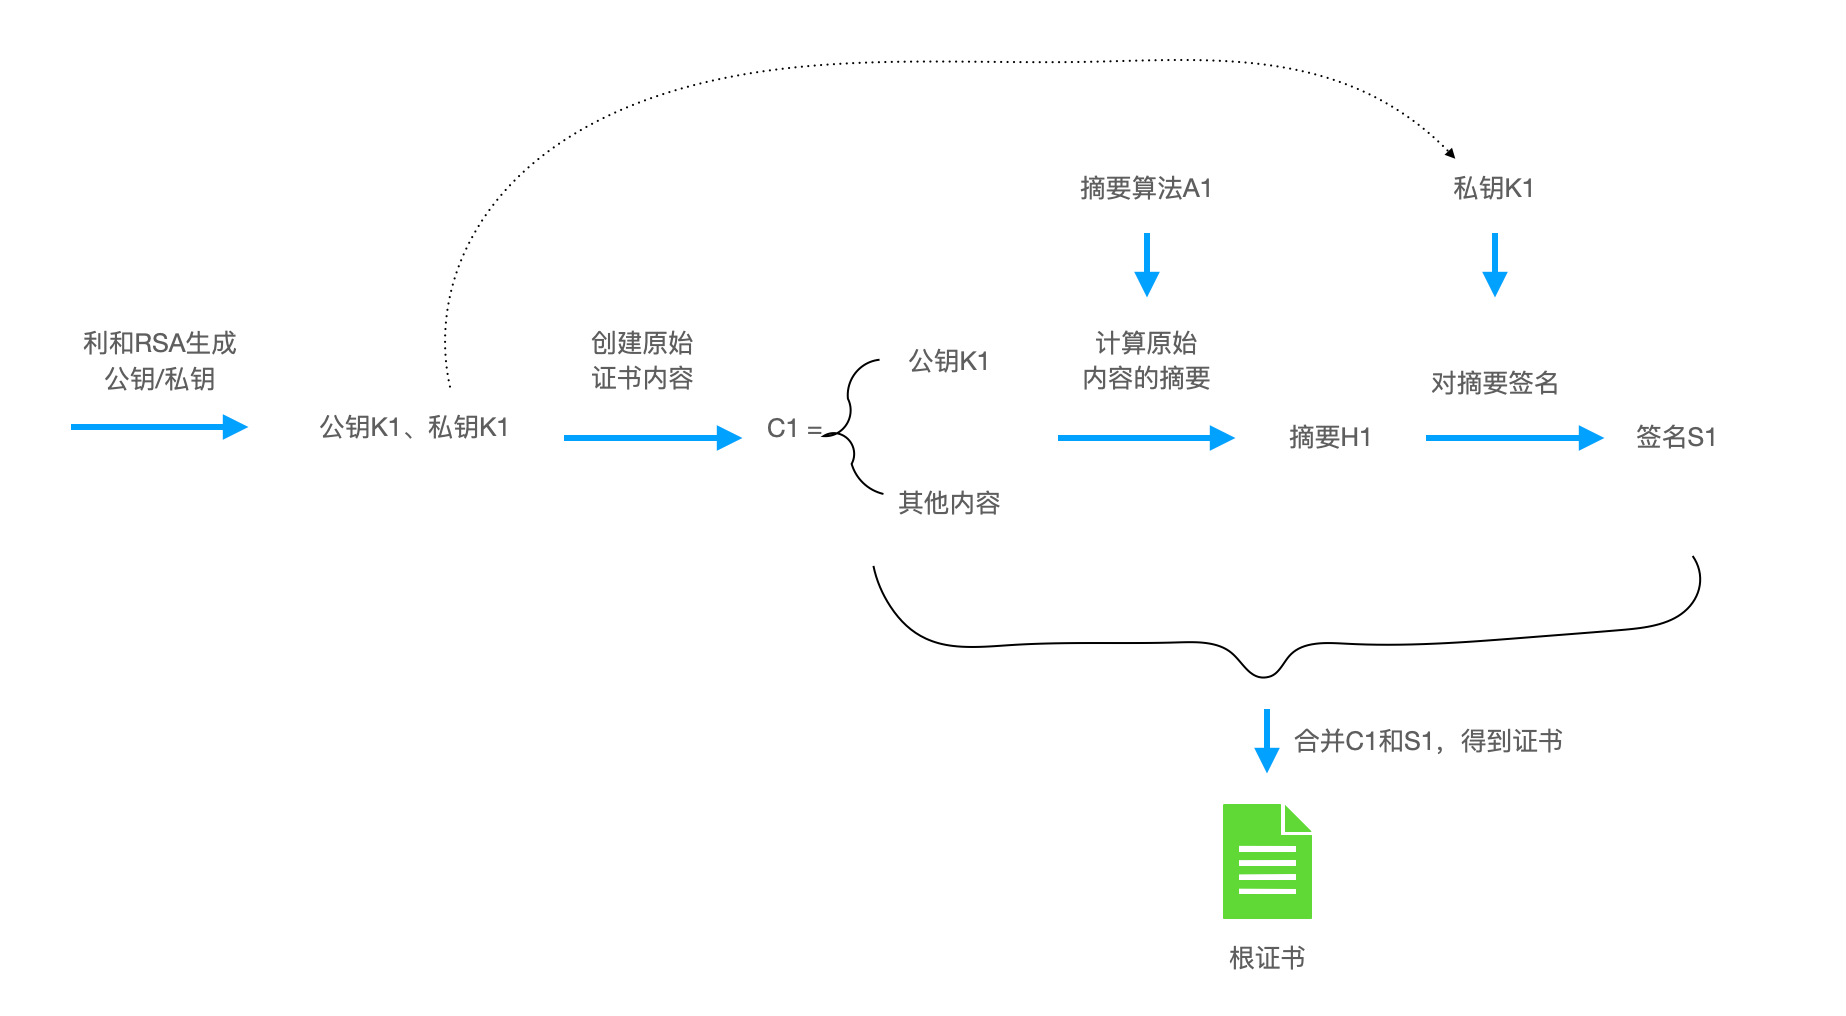 摘要算法A1
私钥K1
利和RSA生成
公钥/私钥
公钥K1、私钥K1
创建原始
证书内容
C1 =
公钥K1
其他内容
计算原始
内容的摘要
摘要H1
对摘要签名
签名S1
合并C1和S1，得到证书
根证书